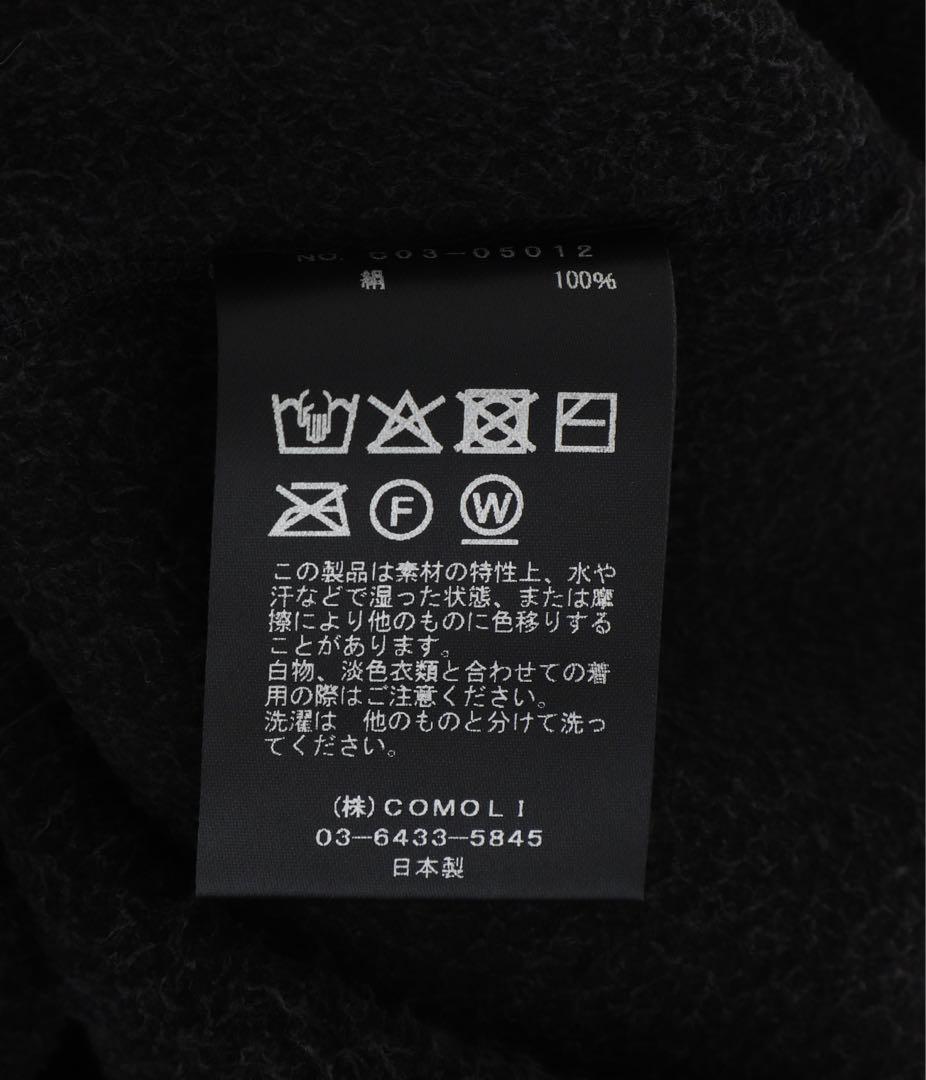 NO. C03-05012
絹 100%
F W
この製品は素材の特性上、水や
汗などで湿った状態、または摩
擦により他のものに色移りする
ことがあります。
白物、淡色衣類と合わせての着
用の際はご注意ください。
洗濯は 他のものと分けて洗っ
てください。
(株)COMOLI
03-6433-5845
日本製